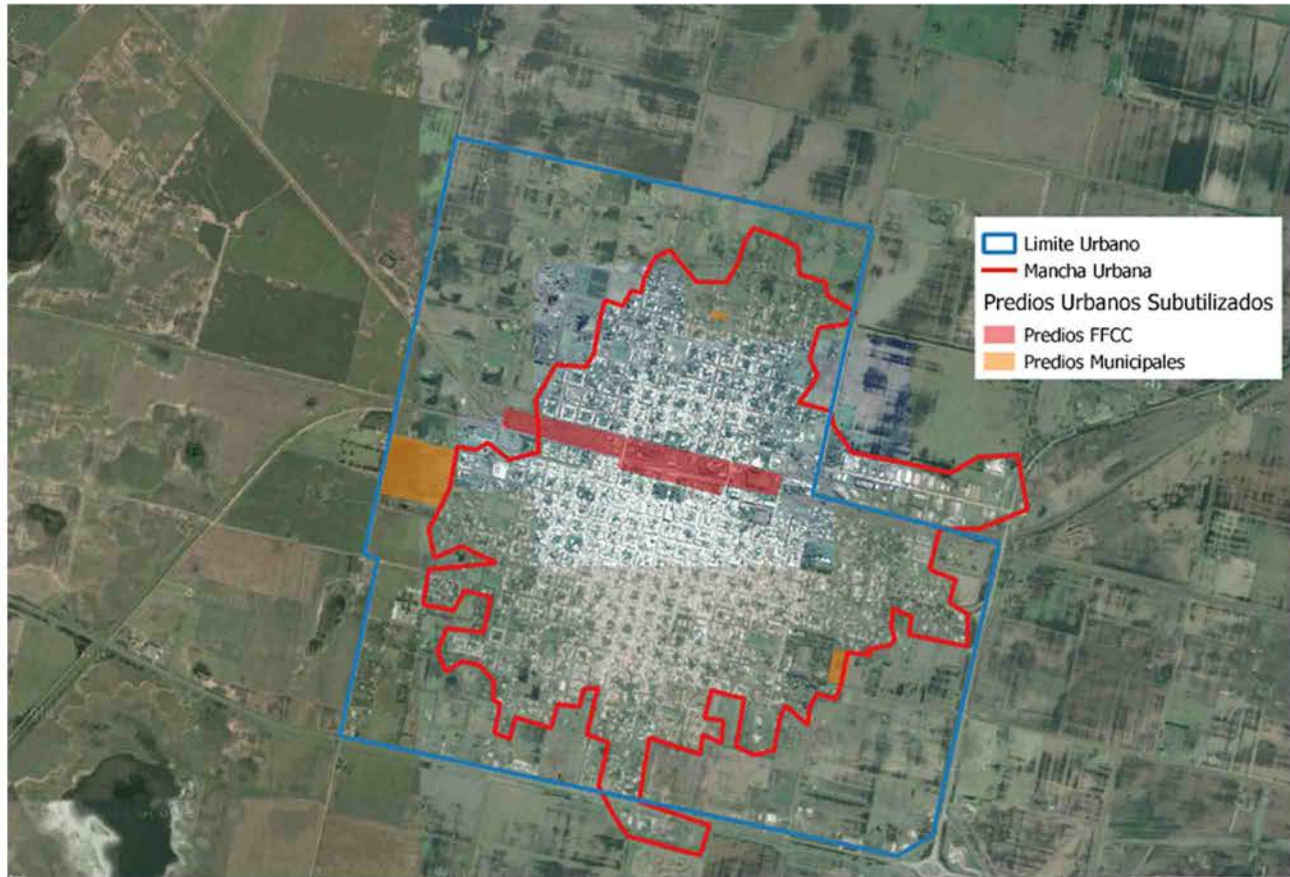 Limite Urbano
Mancha Urbana
Predios Urbanos Subutilizados
Predios FFCC
Predios Municipales